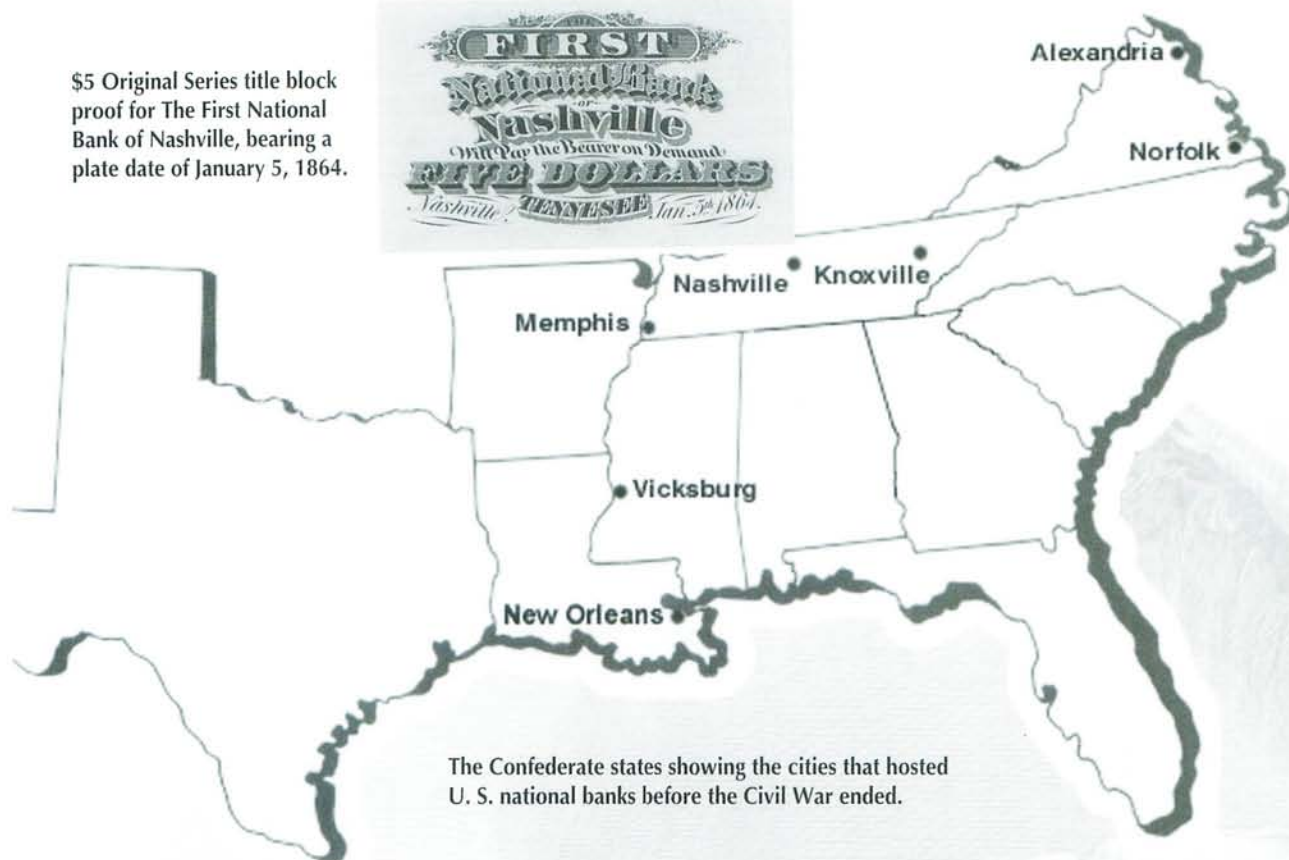 $5 Original Series title block
proof for The First National
Bank of Nashville, bearing a
plate date of January 5, 1864.
THE
FIRST
National Bank
OF
Nashville
Will Pay the Bearer on Demand
FIVE DOLLARS
Nashville, TENNESEE Jan. 5th 1864.
Alexandria
Norfolk
Nashville
Knoxville
Memphis
Vicksburg
New Orleans
The Confederate states showing the cities that hosted
U. S. national banks before the Civil War ended.